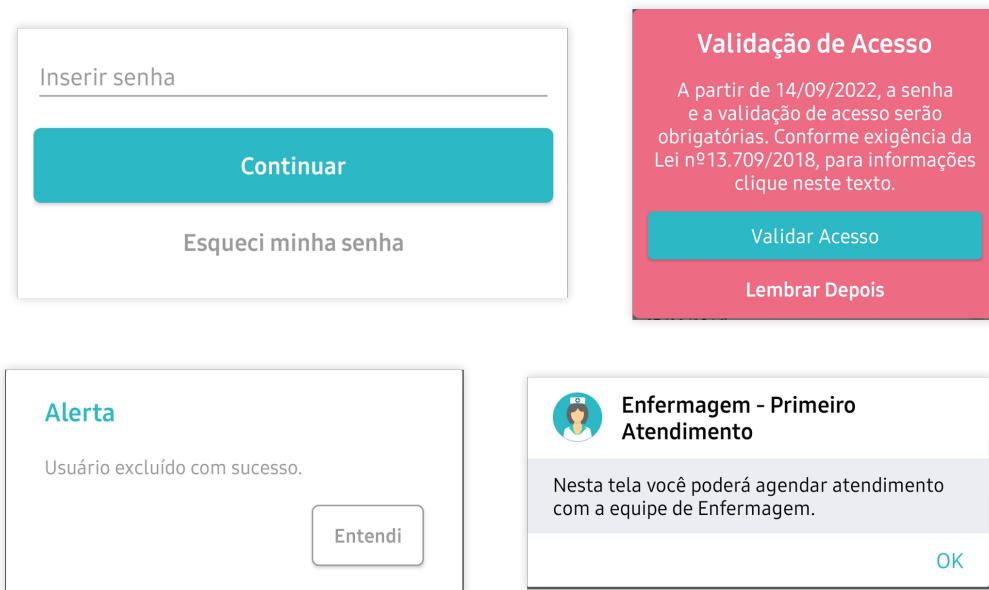 Inserir senha
Continuar
Esqueci minha senha
Validação de Acesso
A partir de 14/09/2022, a senha
e a validação de acesso serão
obrigatórias. Conforme exigência da
Lei nº13.709/2018, para informações
clique neste texto.
Validar Acesso
Lembrar Depois
Alerta
Usuário excluído com sucesso.
Entendi
Enfermagem - Primeiro
Atendimento
Nesta tela você poderá agendar atendimento
com a equipe de Enfermagem.
OK